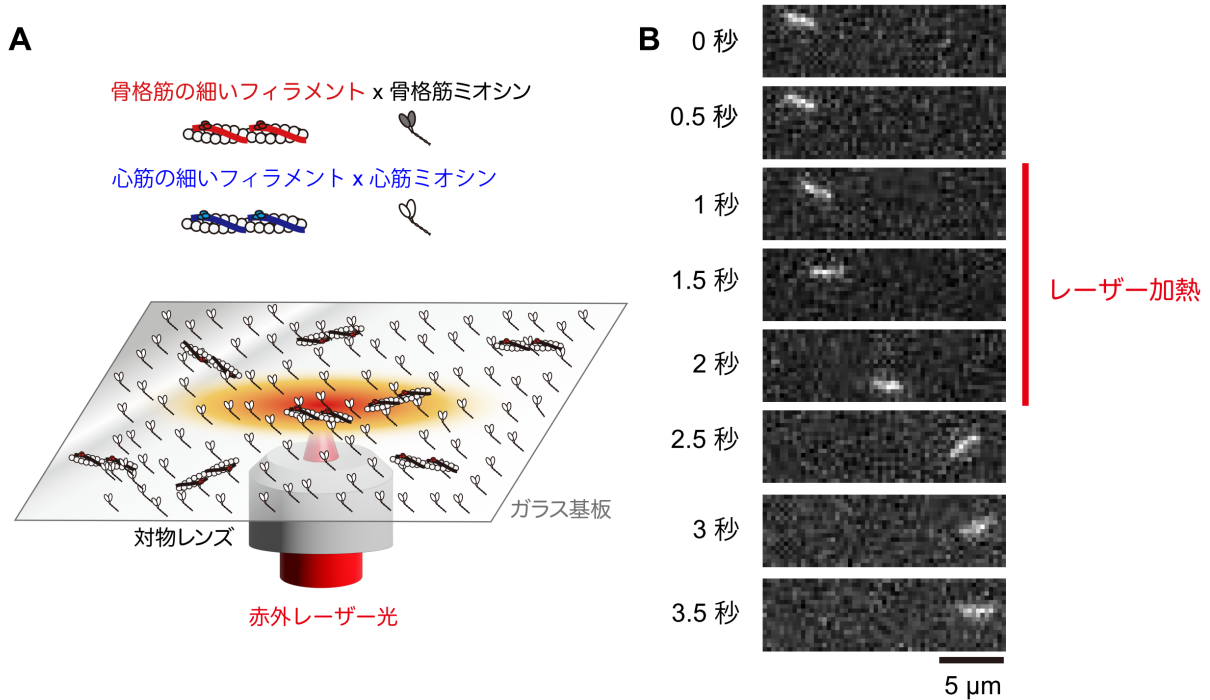 A
骨格筋の細いフィラメント x 骨格筋ミオシン
心筋の細いフィラメント x 心筋ミオシン
ガラス基板
対物レンズ
赤外レーザー光
B
0 秒
0.5 秒
1 秒
1.5 秒
2 秒
2.5 秒
3 秒
3.5 秒
レーザー加熱
5 µm